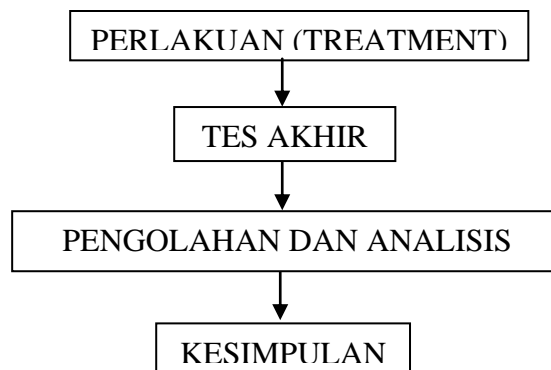 PERLAKUAN (TREATMENT)
TES AKHIR
PENGOLAHAN DAN ANALISIS
KESIMPULAN